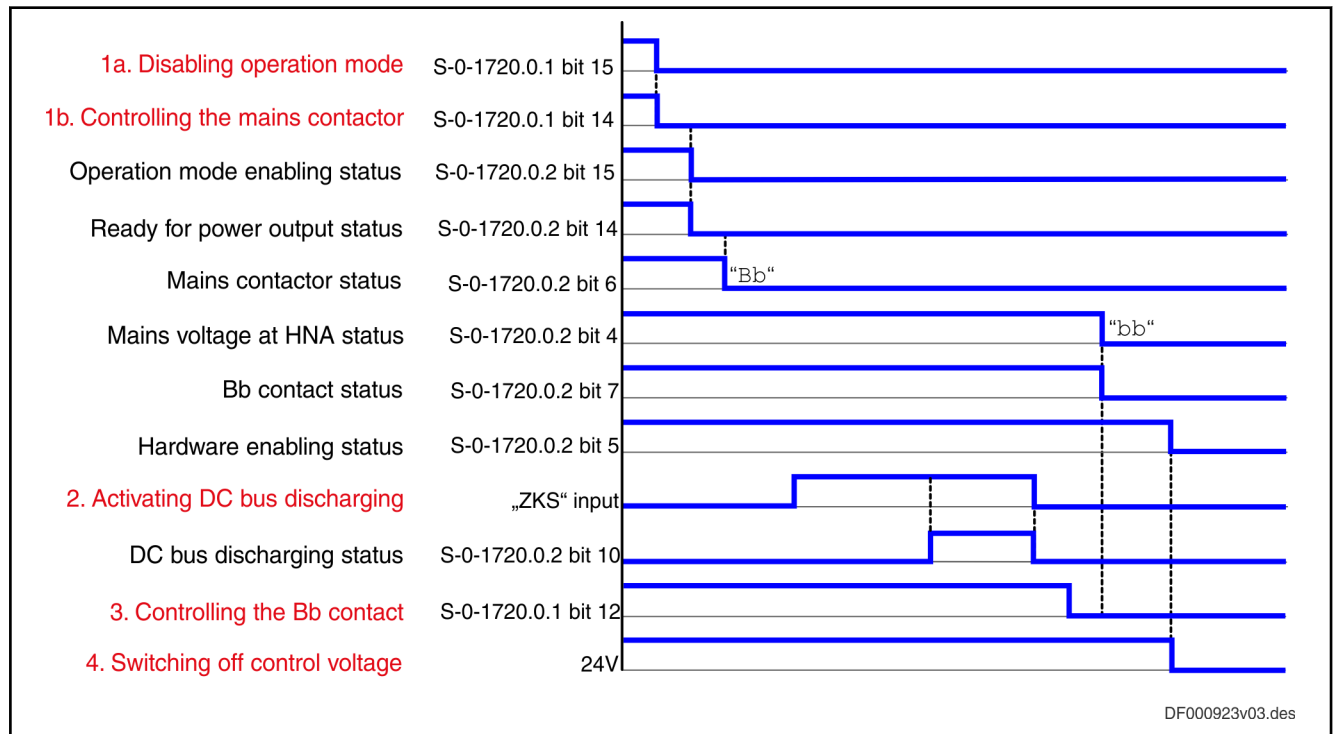 1a. Disabling operation mode S-0-1720.0.1 bit 15
1b. Controlling the mains contactor S-0-1720.0.1 bit 14
Operation mode enabling status S-0-1720.0.2 bit 15
Ready for power output status S-0-1720.0.2 bit 14
Mains contactor status S-0-1720.0.2 bit 6 “Bb“
Mains voltage at HNA status S-0-1720.0.2 bit 4 “bb“
Bb contact status S-0-1720.0.2 bit 7
Hardware enabling status S-0-1720.0.2 bit 5
2. Activating DC bus discharging „ZKS“ input
DC bus discharging status S-0-1720.0.2 bit 10
3. Controlling the Bb contact S-0-1720.0.1 bit 12
4. Switching off control voltage 24V
DF000923v03.des